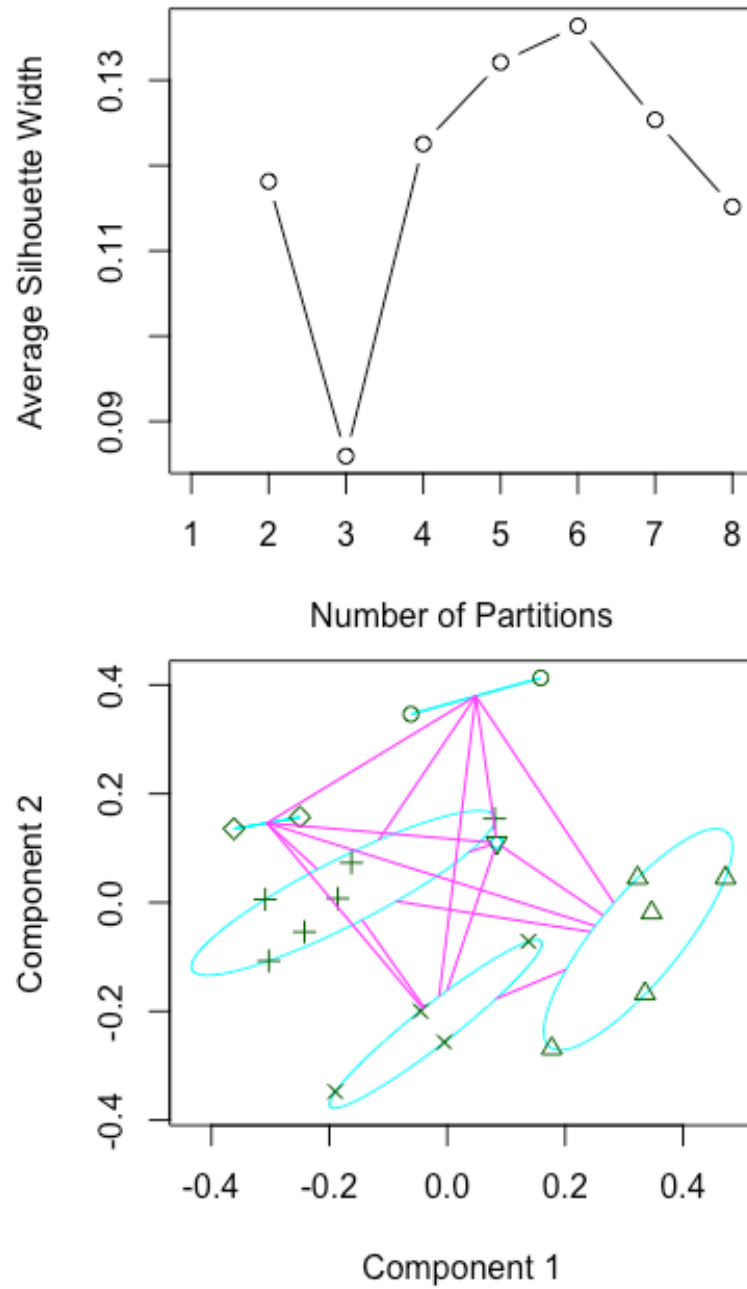 Average Silhouette Width
0.13
0.11
0.09
1 2 3 4 5 6 7 8
Number of Partitions
Component 2
0.4
0.2
0.0
-0.2
-0.4
-0.4 -0.2 0.0 0.2 0.4
Component 1